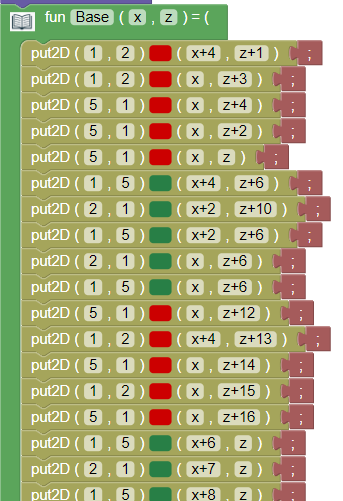 fun Base ( x , z ) = (
put2D ( 1 , 2 ) ( x+4 , z+1 ) ;
put2D ( 1 , 2 ) ( x , z+3 ) ;
put2D ( 5 , 1 ) ( x , z+4 ) ;
put2D ( 5 , 1 ) ( x , z+2 ) ;
put2D ( 5 , 1 ) ( x , z ) ;
put2D ( 1 , 5 ) ( x+4 , z+6 ) ;
put2D ( 2 , 1 ) ( x+2 , z+10 ) ;
put2D ( 1 , 5 ) ( x+2 , z+6 ) ;
put2D ( 2 , 1 ) ( x , z+6 ) ;
put2D ( 1 , 5 ) ( x , z+6 ) ;
put2D ( 5 , 1 ) ( x , z+12 ) ;
put2D ( 1 , 2 ) ( x+4 , z+13 ) ;
put2D ( 5 , 1 ) ( x , z+14 ) ;
put2D ( 1 , 2 ) ( x , z+15 ) ;
put2D ( 5 , 1 ) ( x , z+16 ) ;
put2D ( 1 , 5 ) ( x+6 , z ) ;
put2D ( 2 , 1 ) ( x+7 , z ) ;
put2D ( 1 , 5 ) ( x+8 , z ) ;